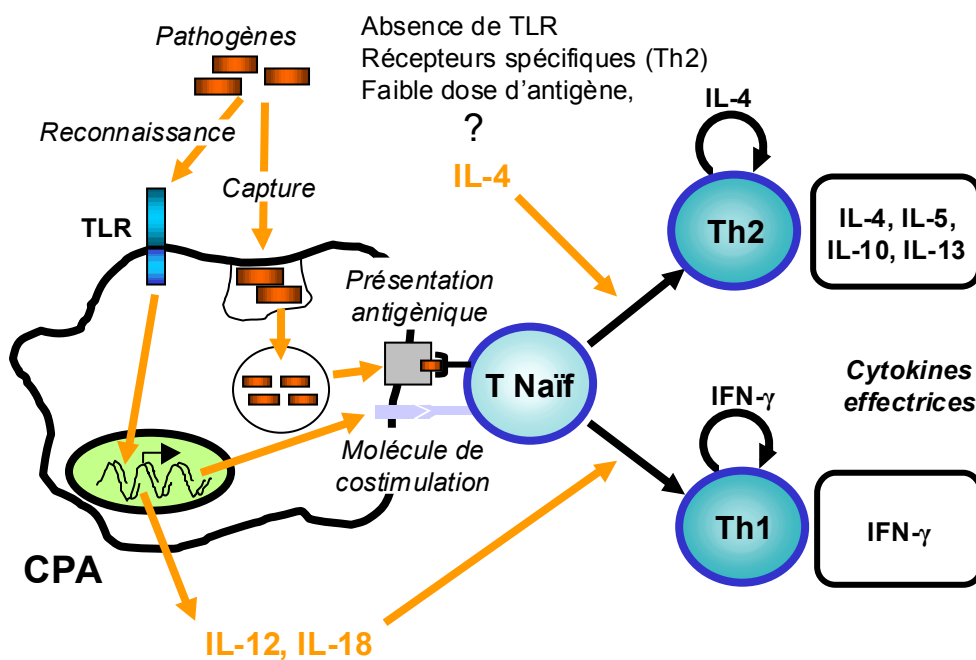 Pathogènes
Absence de TLR
Récepteurs spécifiques (Th2)
Faible dose d'antigène,
?
IL-4
Reconnaissance
Capture
TLR
IL-4
Th2
IL-4, IL-5,
IL-10, IL-13
Présentation
antigènique
T Naïf
Cytokines
effectrices
Molécule de
costimulation
IFN-γ
Th1
IFN-γ
CPA
IL-12, IL-18